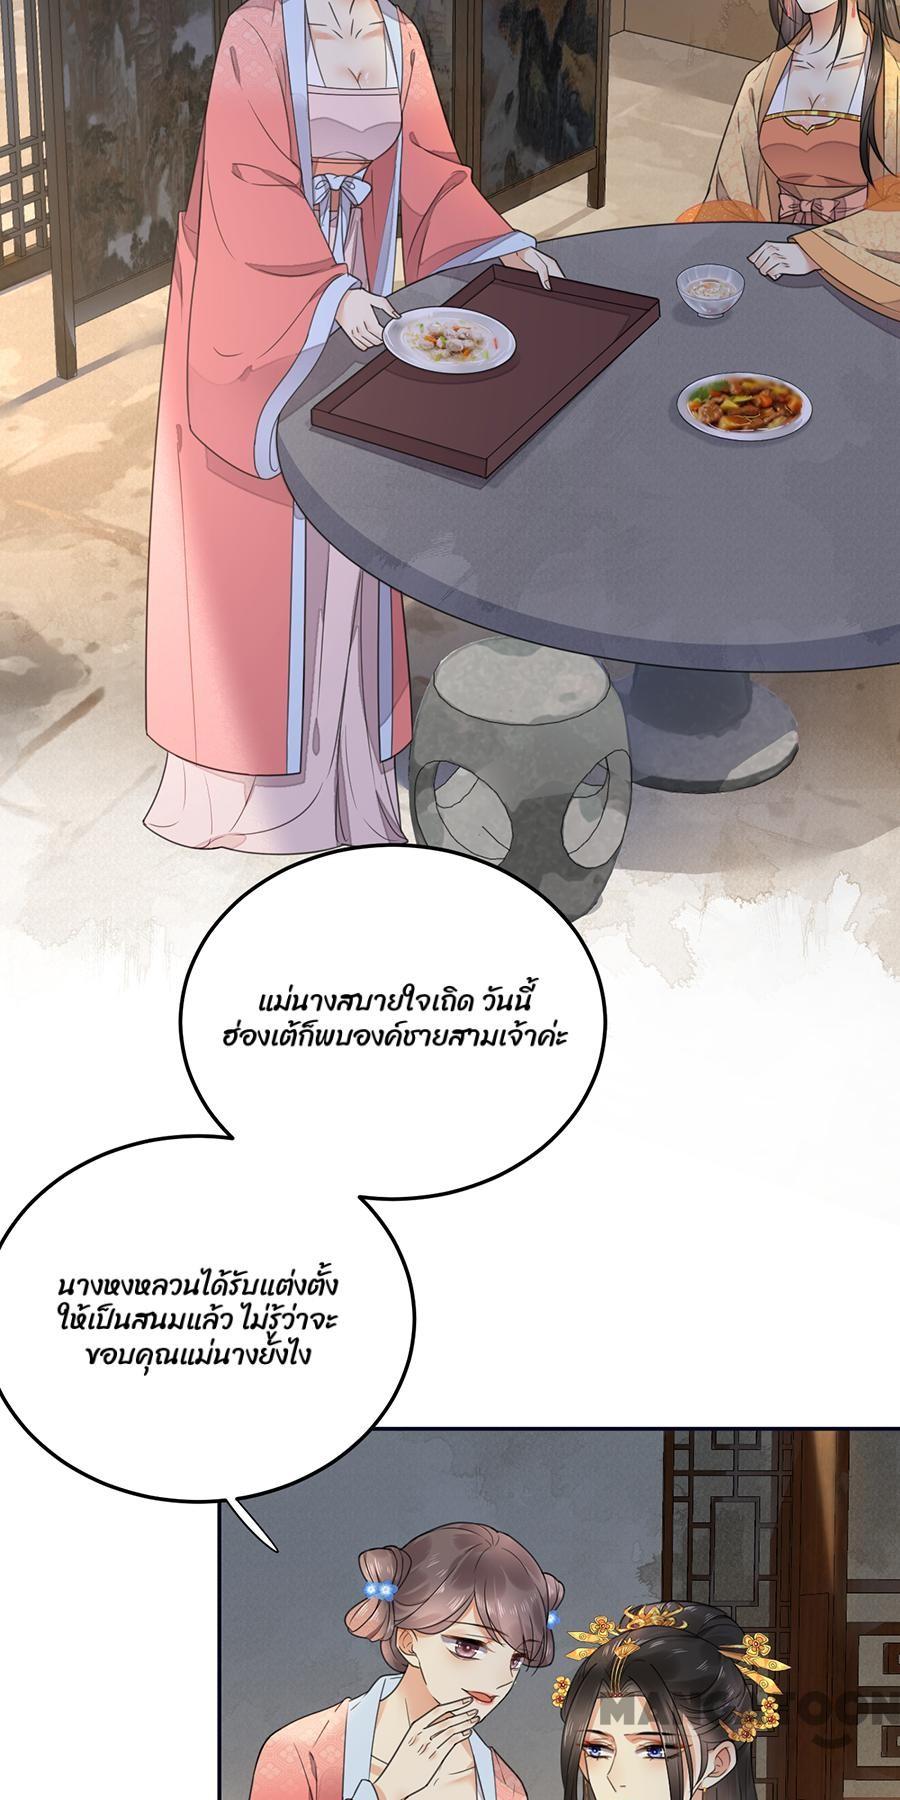 แม่นางสบายใจเถิด วันนี้
ฮ่องเต้ก็พบองค์ชายสามเจ้าค่ะ
นางหงหลวนได้รับแต่งตั้ง
ให้เป็นสนมแล้ว ไม่รู้ว่าจะ
ขอบคุณแม่นางยังไง
MANGATOON